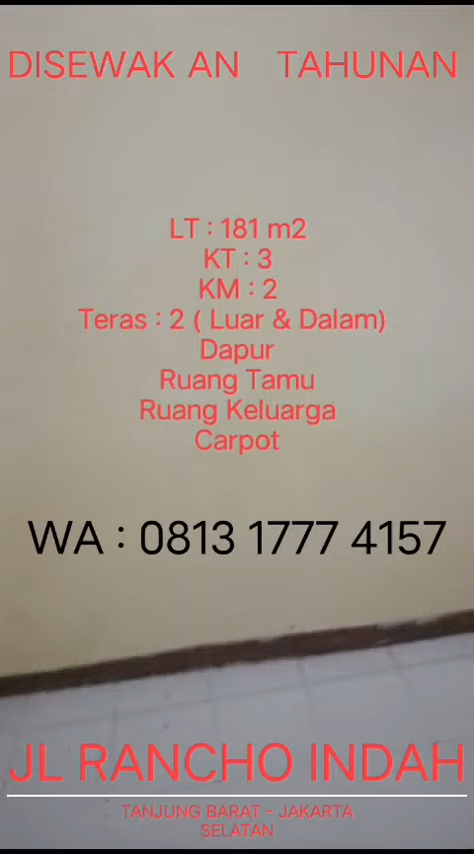 DISEWAK AN TAHUNAN
LT : 181 m2
KT : 3
KM : 2
Teras : 2 ( Luar & Dalam)
Dapur
Ruang Tamu
Ruang Keluarga
Carpot
WA : 0813 1777 4157
JL RANCHO INDAH
TANJUNG BARAT - JAKARTA
SELATAN